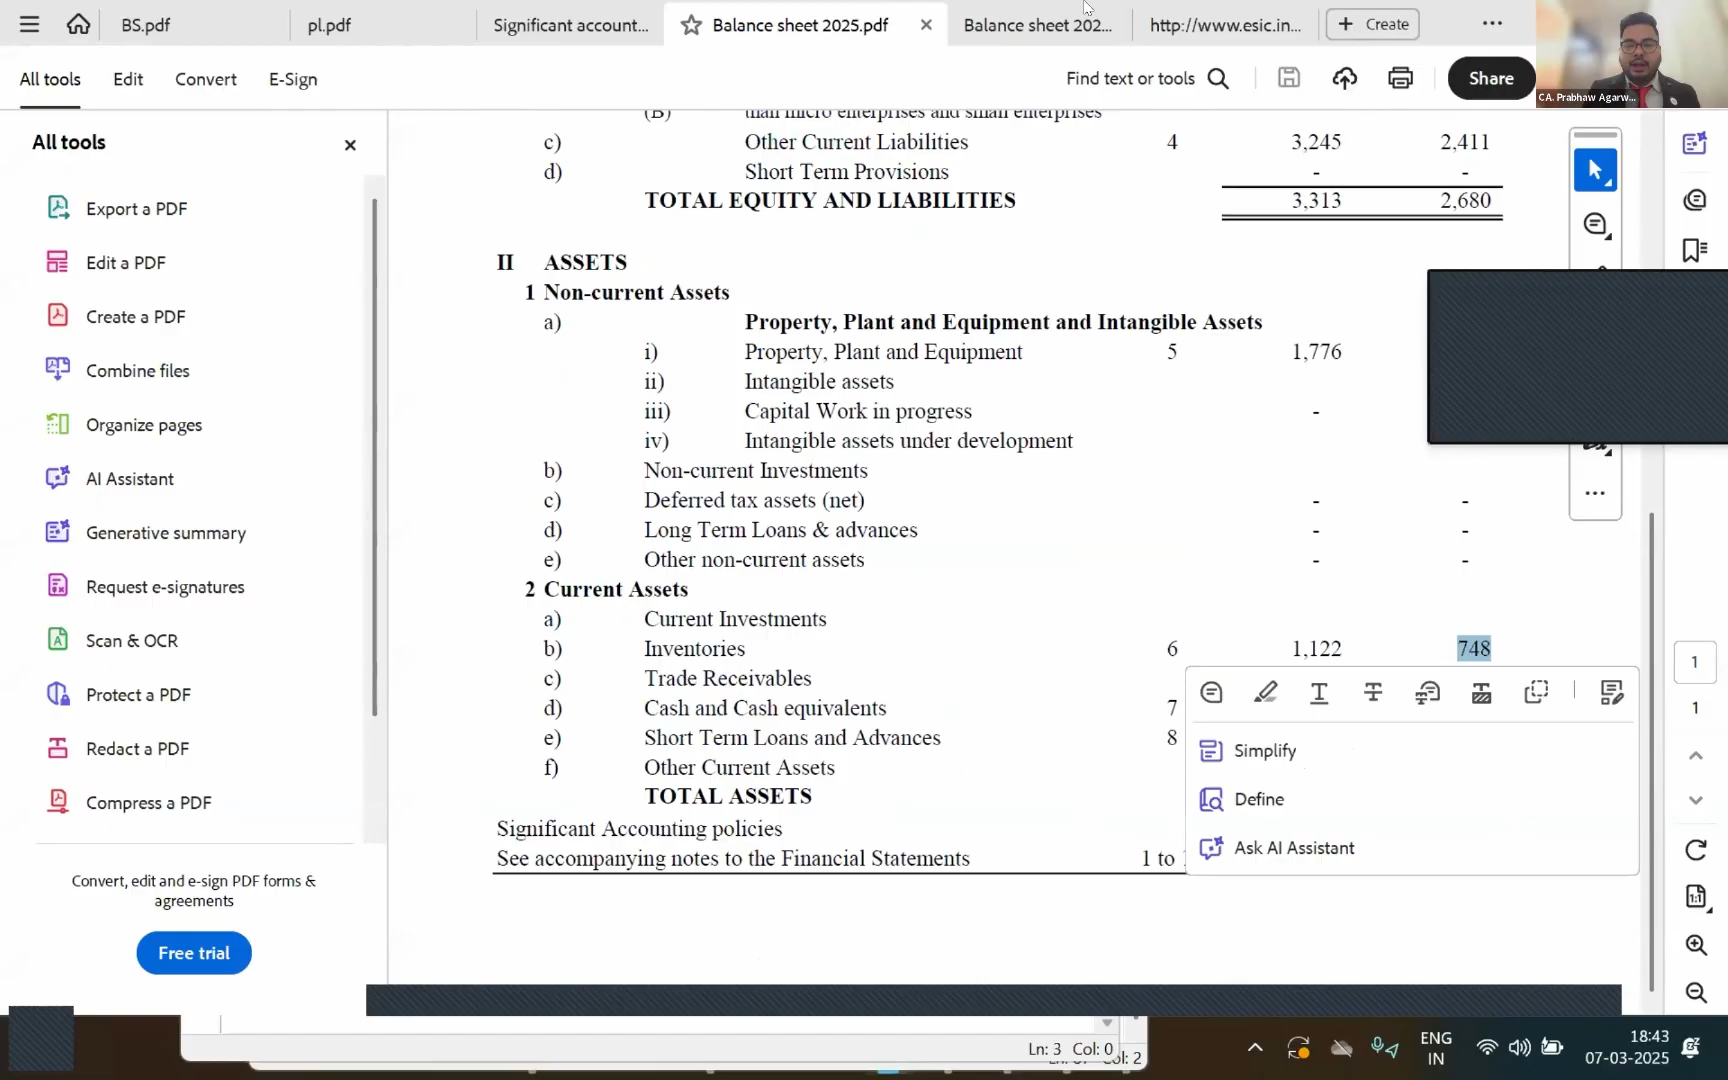 BS.pdf
pl.pdf
Significant account...
Balance sheet 2025.pdf
Balance sheet 202...
http://www.esic.in...
+ Create
All tools
Edit
Convert
E-Sign
Find text or tools
Share
CA. Prabhaw Agarw...
All tools
Export a PDF
Edit a PDF
Create a PDF
Combine files
Organize pages
AI Assistant
Generative summary
Request e-signatures
Scan & OCR
Protect a PDF
Redact a PDF
Compress a PDF
Convert, edit and e-sign PDF forms &
agreements
Free trial
(B) than micro enterprises and small enterprises
c) Other Current Liabilities 4 3,245 2,411
d) Short Term Provisions - -
TOTAL EQUITY AND LIABILITIES 3,313 2,680
II ASSETS
1 Non-current Assets
a) Property, Plant and Equipment and Intangible Assets
i) Property, Plant and Equipment 5 1,776
ii) Intangible assets
iii) Capital Work in progress -
iv) Intangible assets under development
b) Non-current Investments
c) Deferred tax assets (net) - -
d) Long Term Loans & advances - -
e) Other non-current assets - -
2 Current Assets
a) Current Investments
b) Inventories 6 1,122 748
c) Trade Receivables
d) Cash and Cash equivalents 7
e) Short Term Loans and Advances 8
f) Other Current Assets
TOTAL ASSETS
Significant Accounting policies
See accompanying notes to the Financial Statements 1 to
Simplify
Define
Ask AI Assistant
1
1
Ln: 3 Col: 0
Col: 2
ENG
IN
18:43
07-03-2025